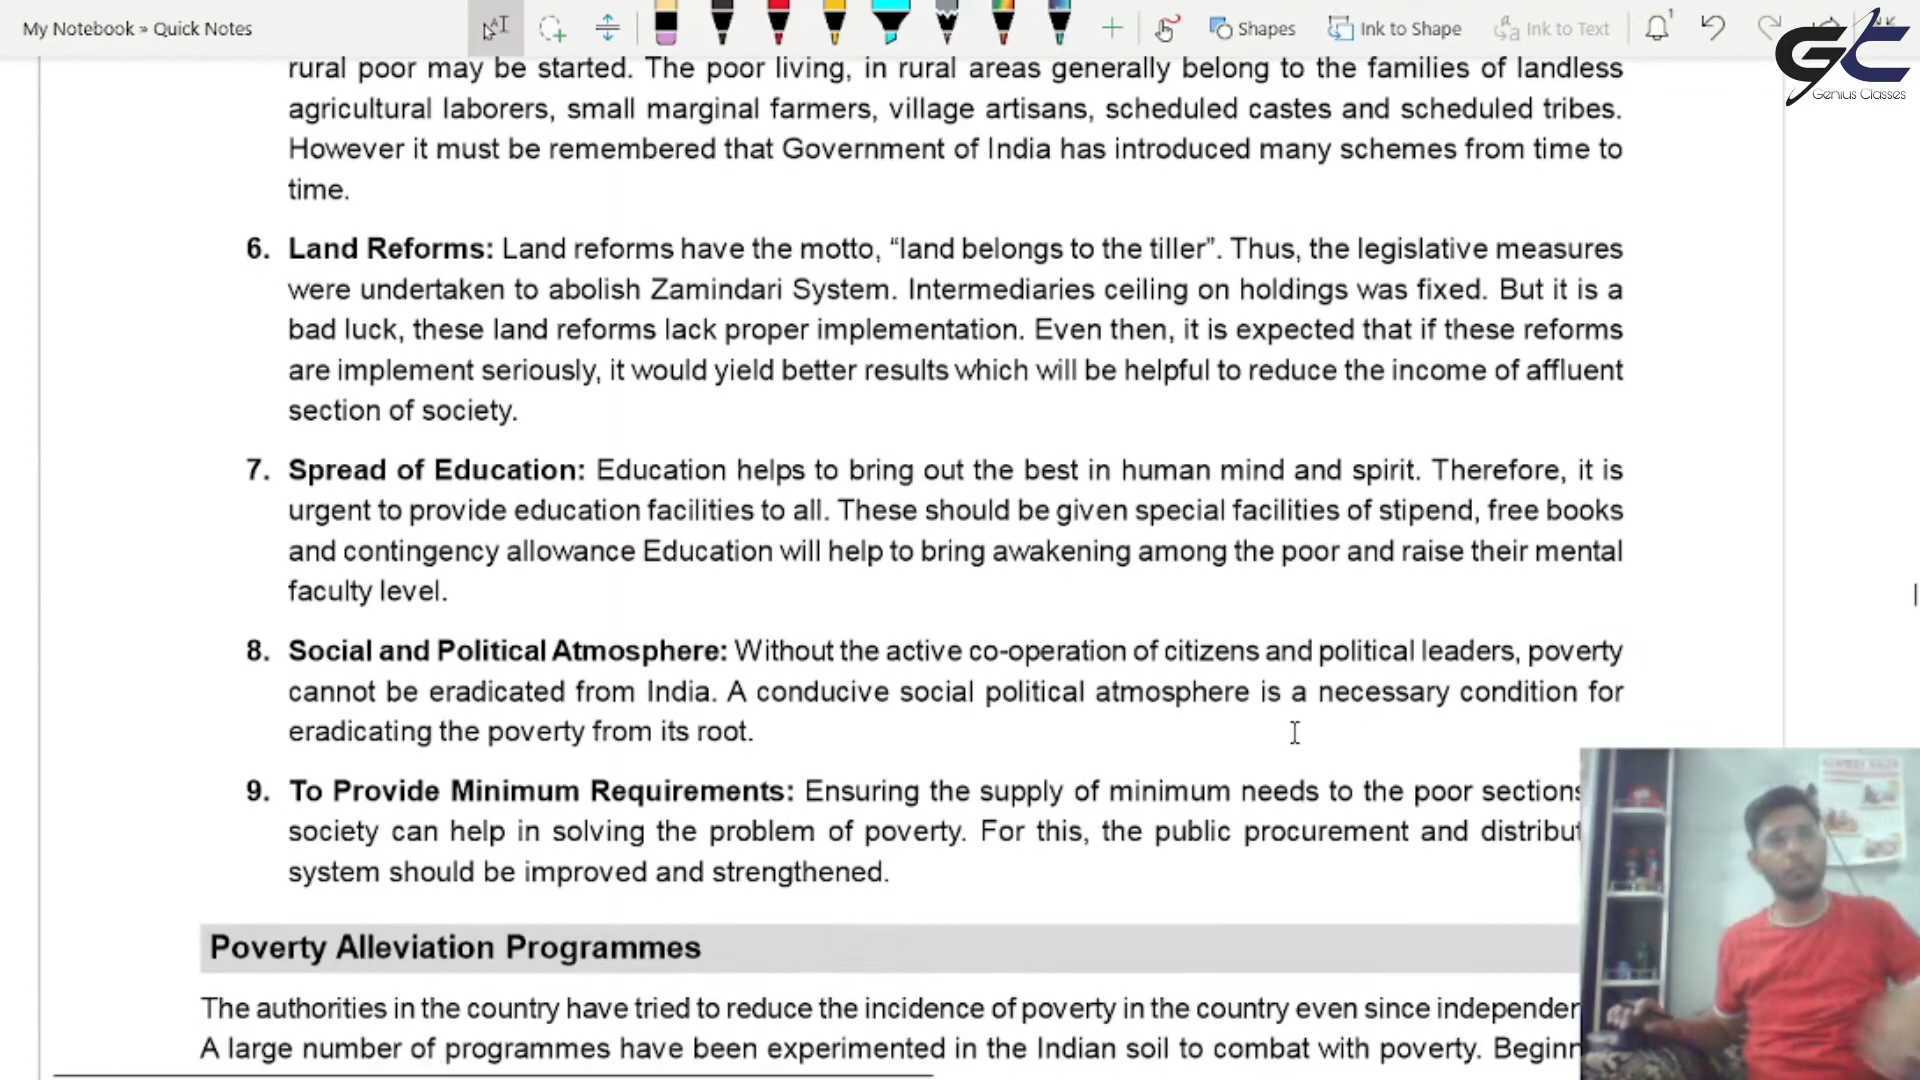 My Notebook » Quick Notes
Shapes
Ink to Shape
Ink to Text
1
GC
Genius Classes
rural poor may be started. The poor living, in rural areas generally belong to the families of landless
agricultural laborers, small marginal farmers, village artisans, scheduled castes and scheduled tribes.
However it must be remembered that Government of India has introduced many schemes from time to
time.
6. Land Reforms: Land reforms have the motto, “land belongs to the tiller”. Thus, the legislative measures
were undertaken to abolish Zamindari System. Intermediaries ceiling on holdings was fixed. But it is a
bad luck, these land reforms lack proper implementation. Even then, it is expected that if these reforms
are implement seriously, it would yield better results which will be helpful to reduce the income of affluent
section of society.
7. Spread of Education: Education helps to bring out the best in human mind and spirit. Therefore, it is
urgent to provide education facilities to all. These should be given special facilities of stipend, free books
and contingency allowance Education will help to bring awakening among the poor and raise their mental
faculty level.
8. Social and Political Atmosphere: Without the active co-operation of citizens and political leaders, poverty
cannot be eradicated from India. A conducive social political atmosphere is a necessary condition for
eradicating the poverty from its root.
9. To Provide Minimum Requirements: Ensuring the supply of minimum needs to the poor sections
society can help in solving the problem of poverty. For this, the public procurement and distribut
system should be improved and strengthened.
Poverty Alleviation Programmes
The authorities in the country have tried to reduce the incidence of poverty in the country even since independen
A large number of programmes have been experimented in the Indian soil to combat with poverty. Beginn